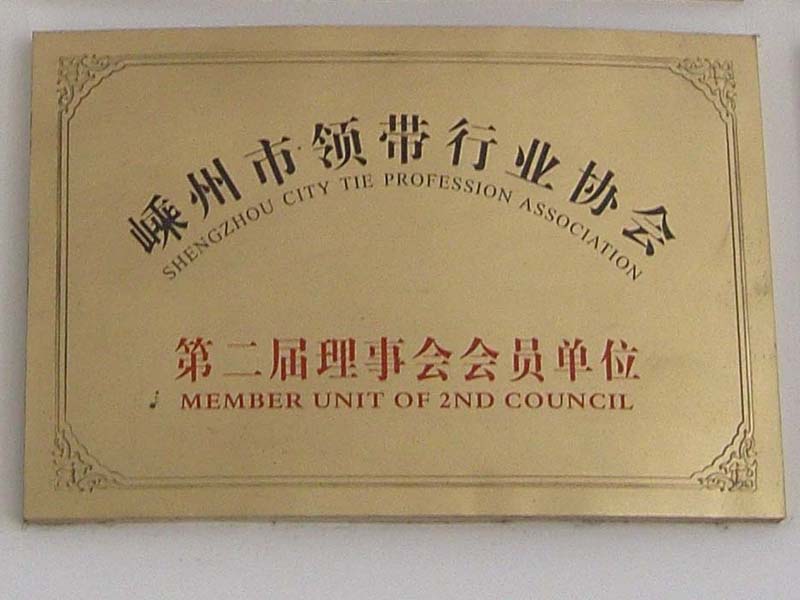 嵊州市领带行业协会
SHENGZHOU CITY TIE PROFESSION ASSOCIATION
第二届理事会会员单位
MEMBER UNIT OF 2ND COUNCIL